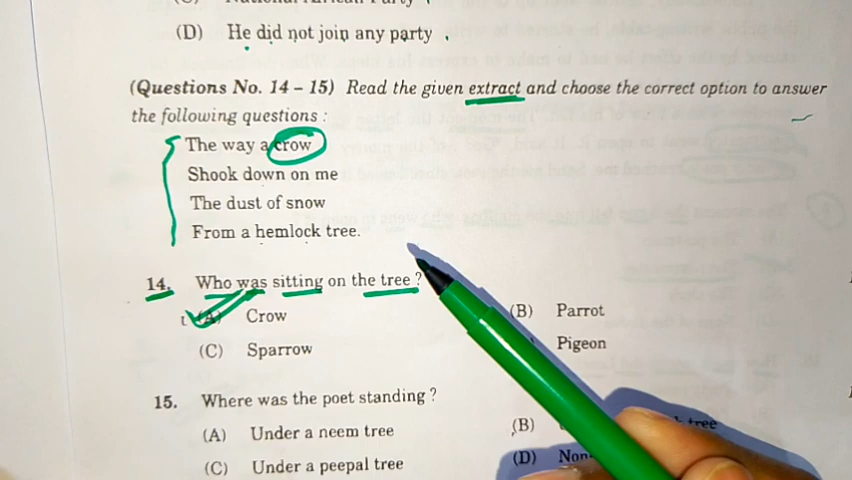 (D) He did not join any party
(Questions No. 14 – 15) Read the given extract and choose the correct option to answer
the following questions :
The way a crow
Shook down on me
The dust of snow
From a hemlock tree.
14. Who was sitting on the tree ?
(A) Crow
(B) Parrot
(C) Sparrow
Pigeon
15. Where was the poet standing ?
(A) Under a neem tree
(B) tree
(C) Under a peepal tree
(D)